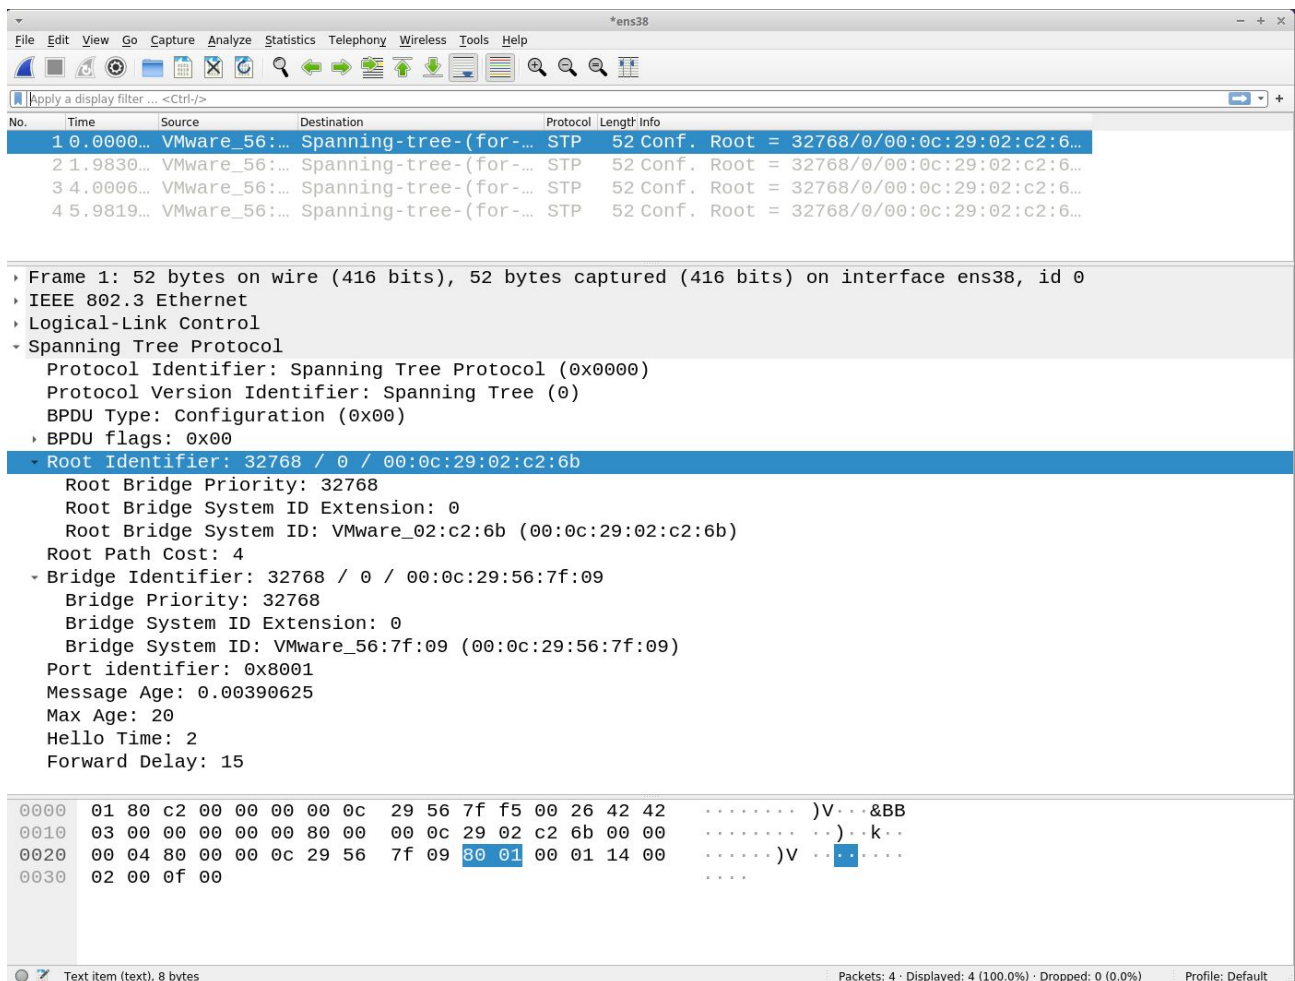 *ens38
File Edit View Go Capture Analyze Statistics Telephony Wireless Tools Help
Apply a display filter ... <Ctrl-/>
No. Time Source Destination Protocol Length Info
1 0.0000… VMware_56:… Spanning-tree-(for-… STP 52 Conf. Root = 32768/0/00:0c:29:02:c2:6…
2 1.9830… VMware_56:… Spanning-tree-(for-… STP 52 Conf. Root = 32768/0/00:0c:29:02:c2:6…
3 4.0006… VMware_56:… Spanning-tree-(for-… STP 52 Conf. Root = 32768/0/00:0c:29:02:c2:6…
4 5.9819… VMware_56:… Spanning-tree-(for-… STP 52 Conf. Root = 32768/0/00:0c:29:02:c2:6…
Frame 1: 52 bytes on wire (416 bits), 52 bytes captured (416 bits) on interface ens38, id 0
IEEE 802.3 Ethernet
Logical-Link Control
Spanning Tree Protocol
Protocol Identifier: Spanning Tree Protocol (0x0000)
Protocol Version Identifier: Spanning Tree (0)
BPDU Type: Configuration (0x00)
BPDU flags: 0x00
Root Identifier: 32768 / 0 / 00:0c:29:02:c2:6b
Root Bridge Priority: 32768
Root Bridge System ID Extension: 0
Root Bridge System ID: VMware_02:c2:6b (00:0c:29:02:c2:6b)
Root Path Cost: 4
Bridge Identifier: 32768 / 0 / 00:0c:29:56:7f:09
Bridge Priority: 32768
Bridge System ID Extension: 0
Bridge System ID: VMware_56:7f:09 (00:0c:29:56:7f:09)
Port identifier: 0x8001
Message Age: 0.00390625
Max Age: 20
Hello Time: 2
Forward Delay: 15
0000 01 80 c2 00 00 00 00 0c 29 56 7f f5 00 26 42 42 ········ )V···&BB
0010 03 00 00 00 00 00 80 00 00 0c 29 02 c2 6b 00 00 ········ ··)··k··
0020 00 04 80 00 00 0c 29 56 7f 09 80 01 00 01 14 00 ······)V ········
0030 02 00 0f 00 ····
Text item (text), 8 bytes
Packets: 4 · Displayed: 4 (100.0%) · Dropped: 0 (0.0%)
Profile: Default